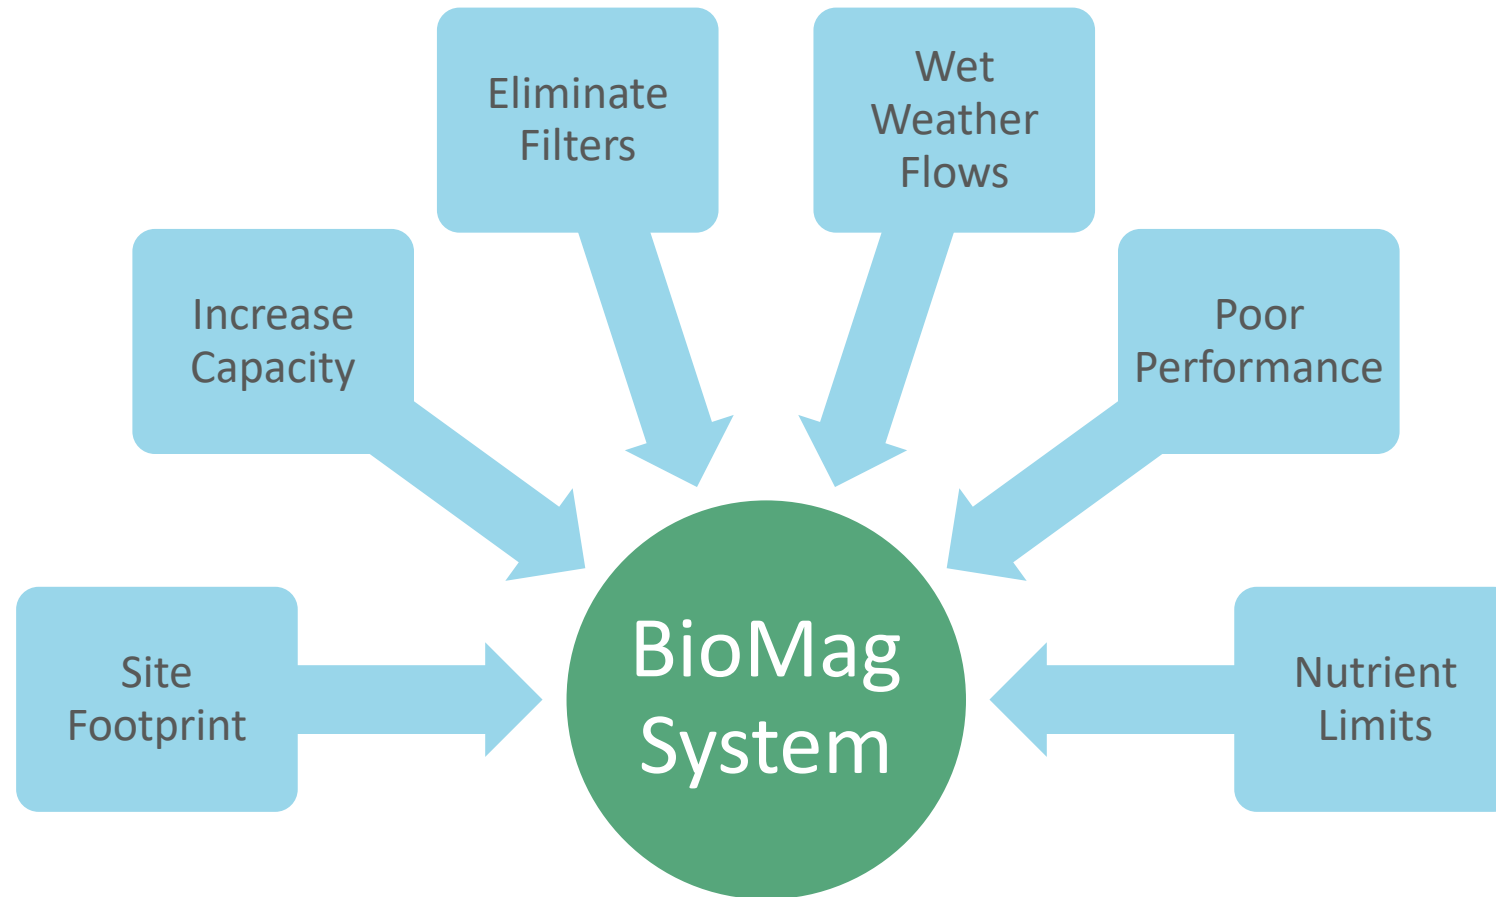 Eliminate
Filters
Wet
Weather
Flows
Increase
Capacity
Poor
Performance
Site
Footprint
BioMag
System
Nutrient
Limits